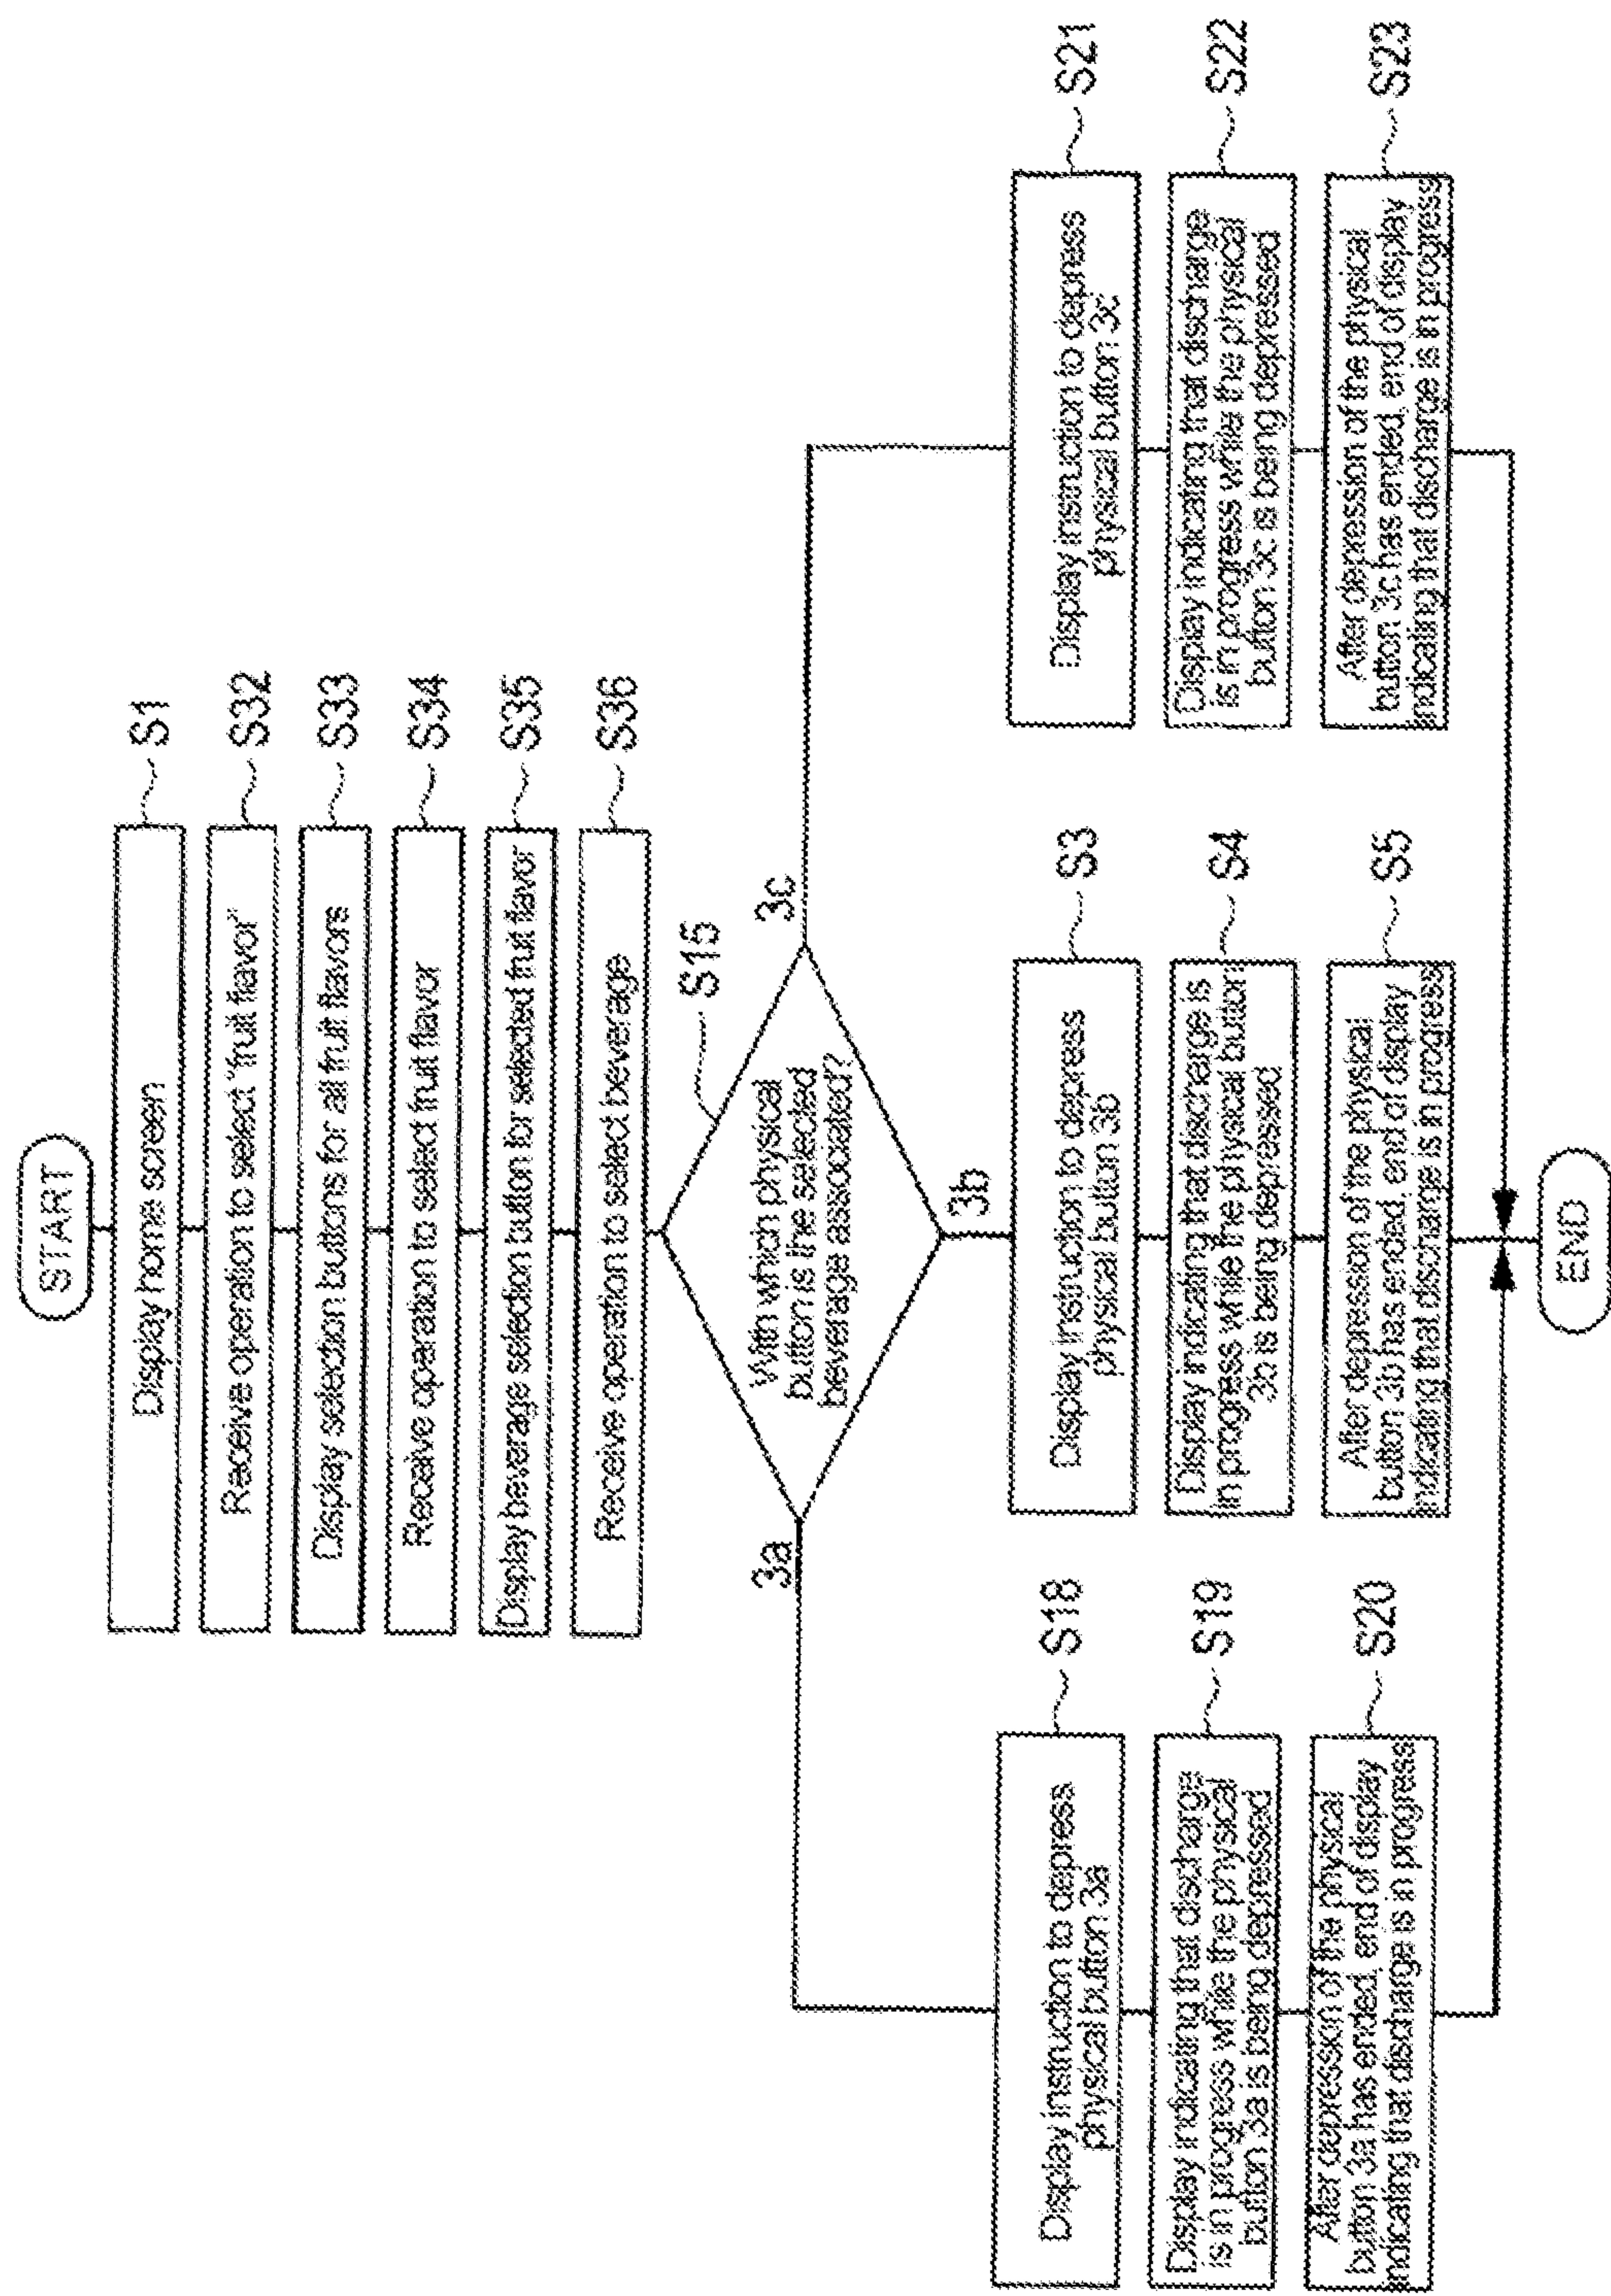 START
Display home screen
S1
Receive operation to select "fruit flavor"
S32
Display selection buttons for all fruit flavors
S33
Receive operation to select fruit flavor
S34
Display beverage selection button for selected fruit flavor
S35
Receive operation to select beverage
S36
S15
With which physical
button is the selected
beverage associated?
3a
3b
3c
Display instruction to depress
physical button 3a
S18
Display indicating that discharge
is in progress while the physical
button 3a is being depressed
S19
After depression of the physical
button 3a has ended, end of display
indicating that discharge is in progress
S20
Display instruction to depress
physical button 3b
S3
Display indicating that discharge is
in progress while the physical button
3b is being depressed
S4
After depression of the physical
button 3b has ended, end of display
indicating that discharge is in progress
S5
Display instruction to depress
physical button 3c
S21
Display indicating that discharge
is in progress while the physical
button 3c is being depressed
S22
After depression of the physical
button 3c has ended, end of display
indicating that discharge is in progress
S23
END